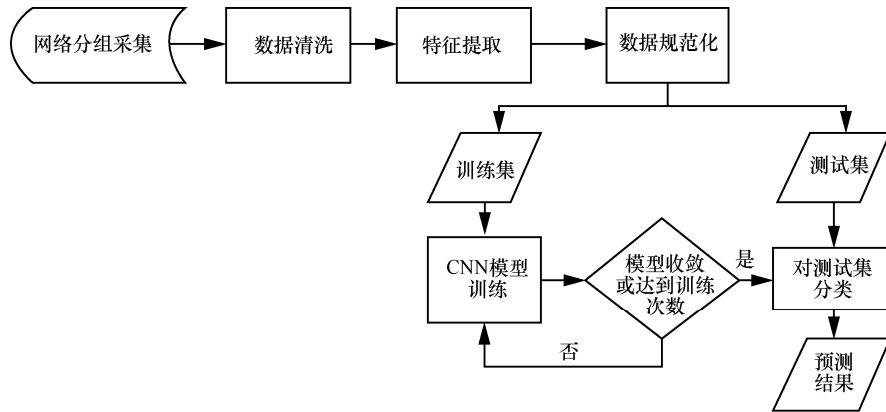 网络分组采集
数据清洗
特征提取
数据规范化
训练集
测试集
CNN模型
训练
模型收敛
或达到训练
次数
是
对测试集
分类
否
预测
结果